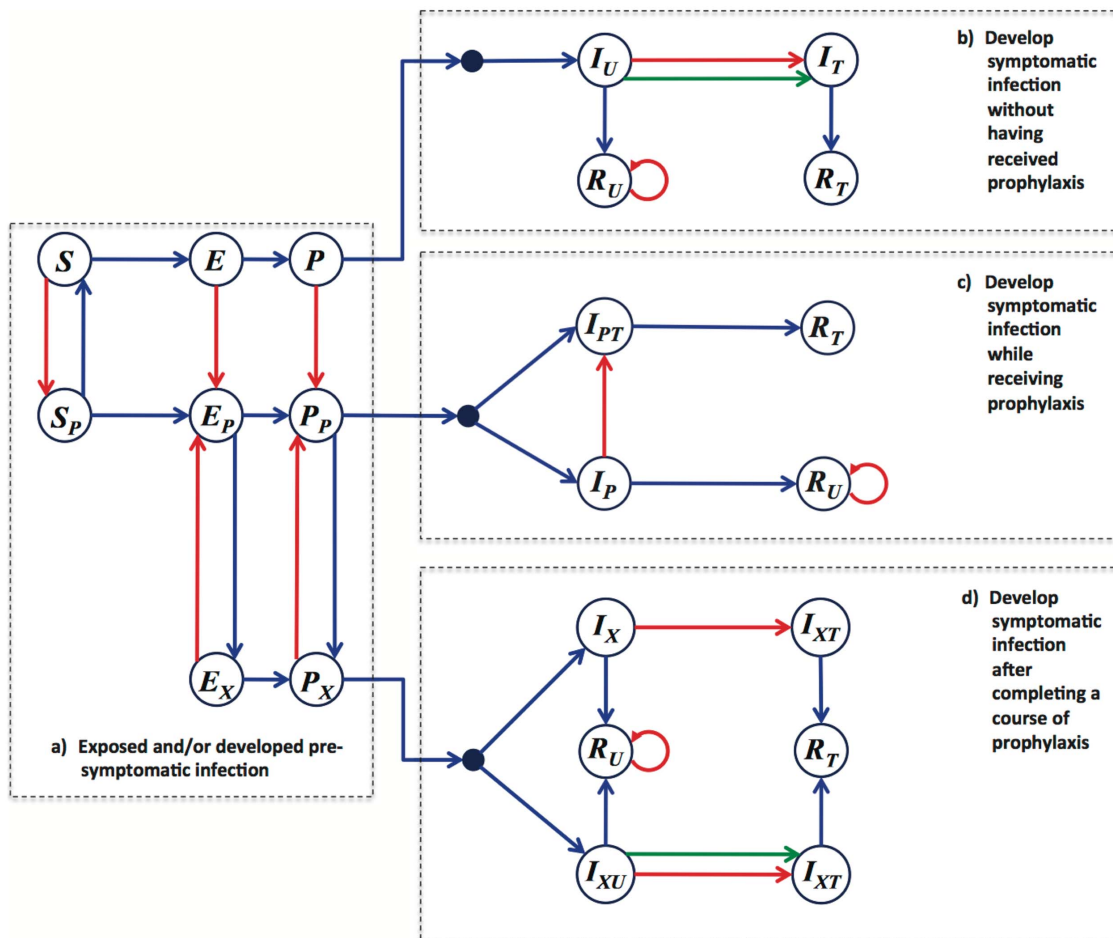 I_U
I_T
b) Develop
symptomatic
infection
without
having
received
prophylaxis
R_U
R_T
S
E
P
S_P
E_P
P_P
E_X
P_X
a) Exposed and/or developed pre-
symptomatic infection
I_PT
R_T
c) Develop
symptomatic
infection
while
receiving
prophylaxis
I_P
R_U
I_X
I_XT
d) Develop
symptomatic
infection
after
completing a
course of
prophylaxis
R_U
R_T
I_XU
I_XT